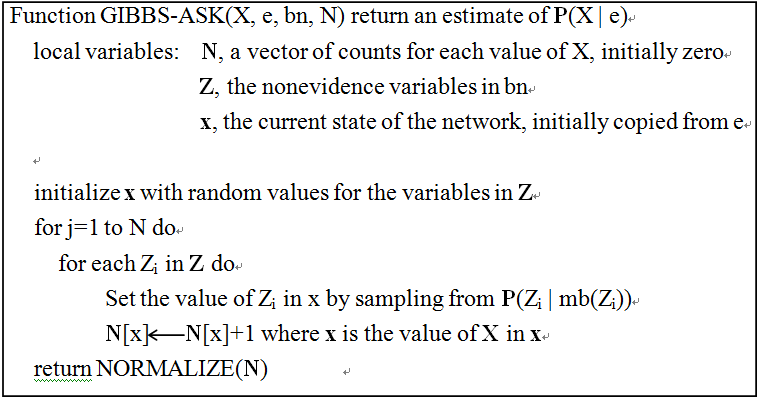 Function GIBBS-ASK(X, e, bn, N) return an estimate of P(X | e)↵
local variables: N, a vector of counts for each value of X, initially zero↵
Z, the nonevidence variables in bn↵
x, the current state of the network, initially copied from e↵
↵
initialize x with random values for the variables in Z↵
for j=1 to N do↵
for each Zi in Z do↵
Set the value of Zi in x by sampling from P(Zi | mb(Zi))↵
N[x]⟵N[x]+1 where x is the value of X in x↵
return NORMALIZE(N) ↵